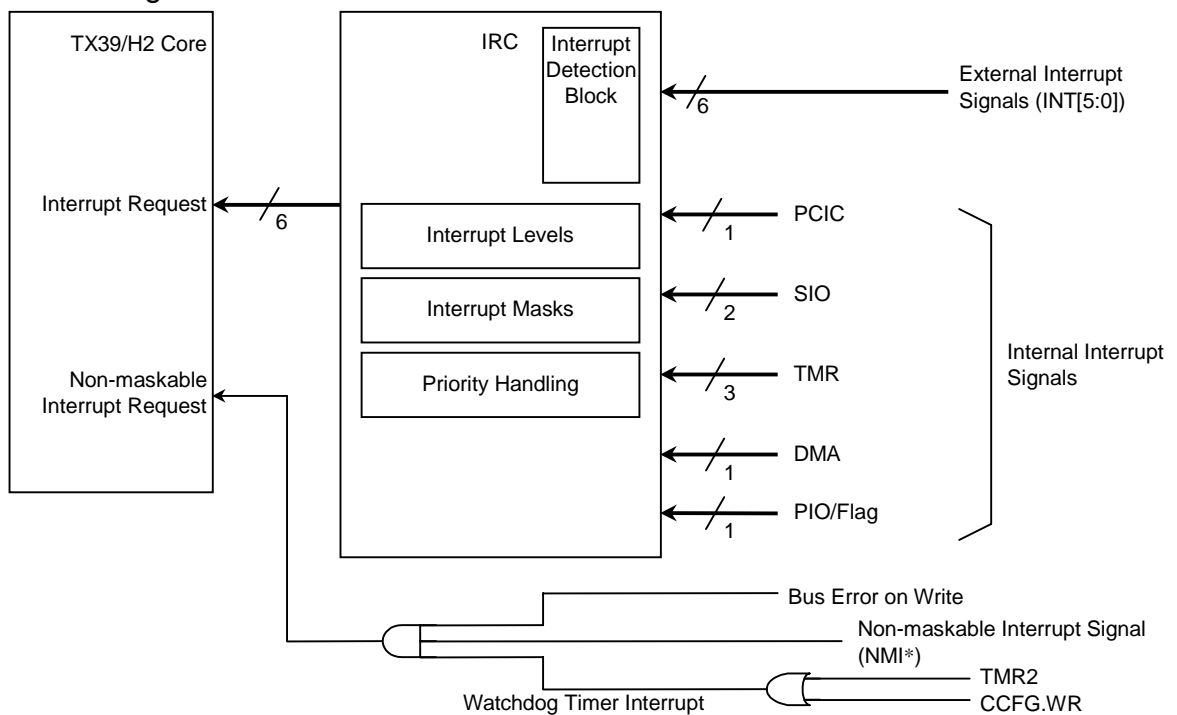 TX39/H2 Core
IRC
Interrupt
Detection
Block
External Interrupt
Signals (INT[5:0])
6
Interrupt Request
6
Interrupt Levels
Interrupt Masks
Priority Handling
PCIC
1
SIO
2
TMR
3
DMA
1
PIO/Flag
1
Internal Interrupt
Signals
Non-maskable
Interrupt Request
Bus Error on Write
Non-maskable Interrupt Signal
(NMI*)
TMR2
CCFG.WR
Watchdog Timer Interrupt